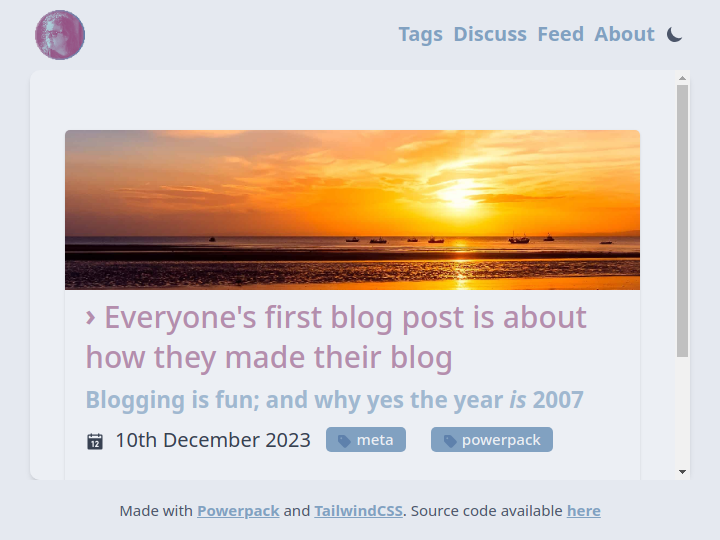 Tags Discuss Feed About
› Everyone's first blog post is about
how they made their blog
Blogging is fun; and why yes the year is 2007
12 10th December 2023 meta powerpack
Made with Powerpack and TailwindCSS. Source code available here